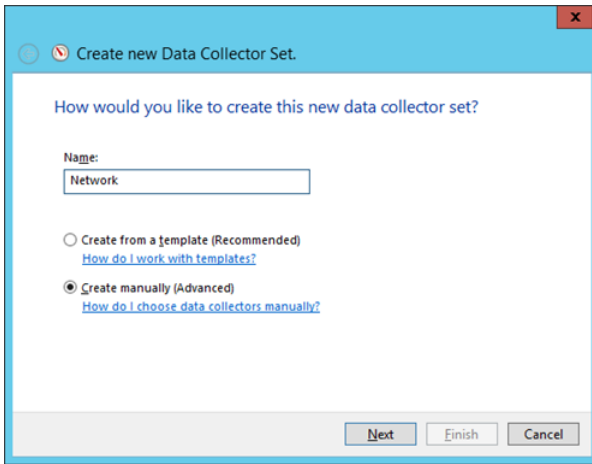 x
Create new Data Collector Set.
How would you like to create this new data collector set?
Name:
Network
Create from a template (Recommended)
How do I work with templates?
Create manually (Advanced)
How do I choose data collectors manually?
Next Finish Cancel